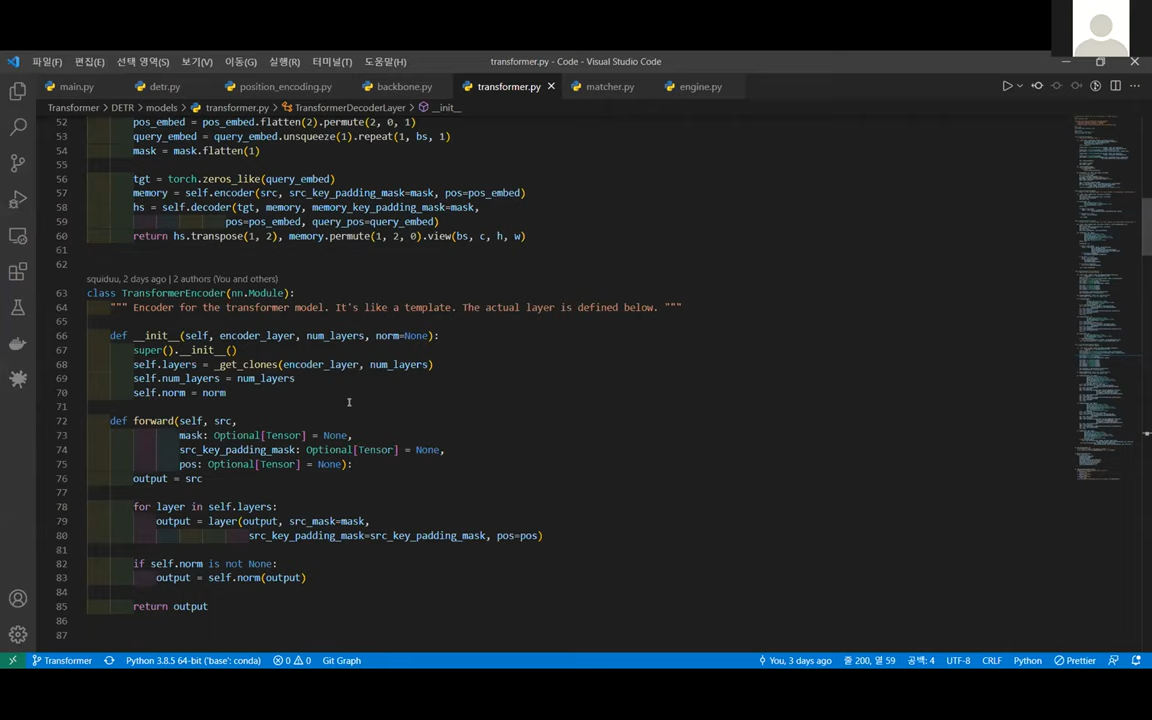 파일(F) 편집(E) 선택 영역(S) 보기(V) 이동(G) 실행(R) 터미널(T) 도움말(H) transformer.py - Code - Visual Studio Code
main.py detr.py position_encoding.py backbone.py transformer.py matcher.py engine.py
Transformer > DETR > models > transformer.py > TransformerDecoderLayer > __init__
52 pos_embed = pos_embed.flatten(2).permute(2, 0, 1)
53 query_embed = query_embed.unsqueeze(1).repeat(1, bs, 1)
54 mask = mask.flatten(1)
55
56 tgt = torch.zeros_like(query_embed)
57 memory = self.encoder(src, src_key_padding_mask=mask, pos=pos_embed)
58 hs = self.decoder(tgt, memory, memory_key_padding_mask=mask,
59 pos=pos_embed, query_pos=query_embed)
60 return hs.transpose(1, 2), memory.permute(1, 2, 0).view(bs, c, h, w)
61
62
squiduu, 2 days ago | 2 authors (You and others)
63 class TransformerEncoder(nn.Module):
64 """ Encoder for the transformer model. It's like a template. The actual layer is defined below. """
65
66 def __init__(self, encoder_layer, num_layers, norm=None):
67 super().__init__()
68 self.layers = _get_clones(encoder_layer, num_layers)
69 self.num_layers = num_layers
70 self.norm = norm
71
72 def forward(self, src,
73 mask: Optional[Tensor] = None,
74 src_key_padding_mask: Optional[Tensor] = None,
75 pos: Optional[Tensor] = None):
76 output = src
77
78 for layer in self.layers:
79 output = layer(output, src_mask=mask,
80 src_key_padding_mask=src_key_padding_mask, pos=pos)
81
82 if self.norm is not None:
83 output = self.norm(output)
84
85 return output
86
87
Transformer Python 3.8.5 64-bit ('base': conda) 0 0 Git Graph You, 3 days ago 줄 200, 열 59 공백: 4 UTF-8 CRLF Python Prettier